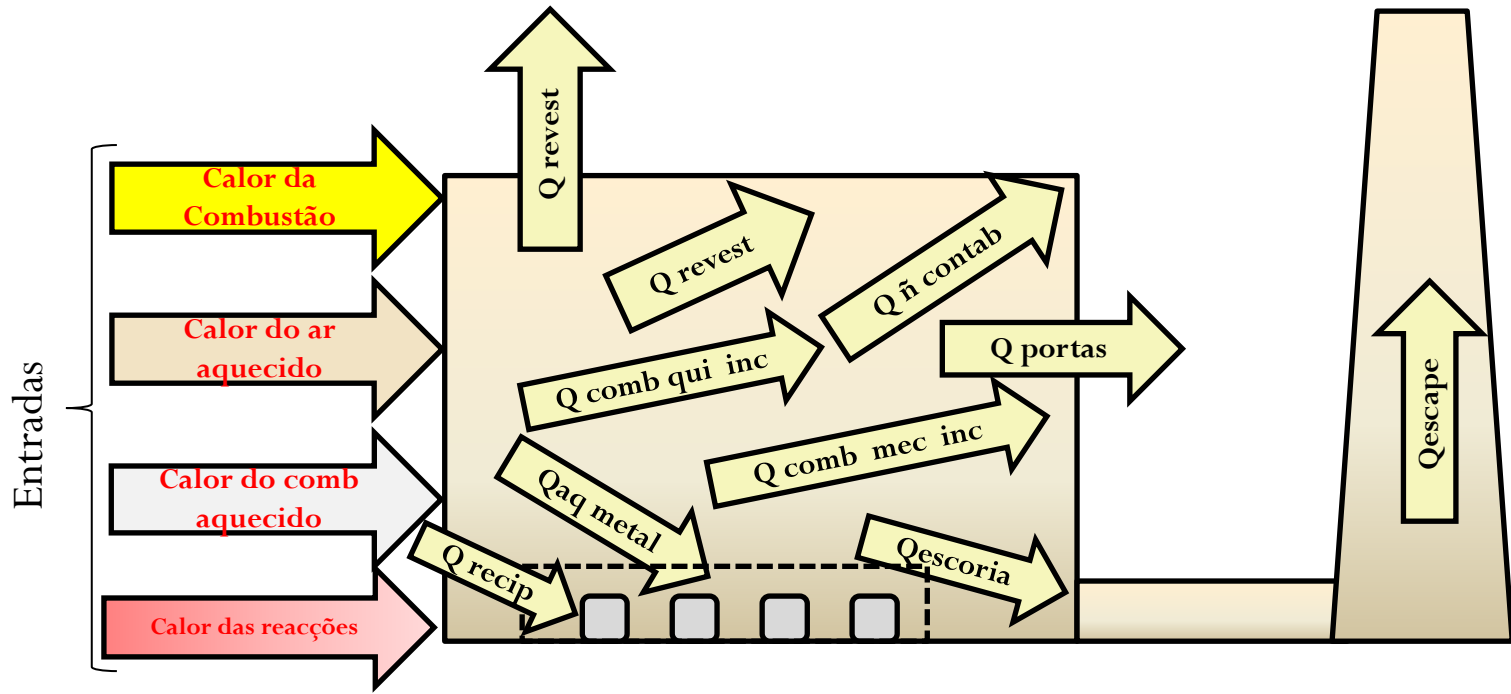 Entradas
Calor da
Combustão
Calor do ar
aquecido
Calor do comb
aquecido
Calor das reacções
Q revest
Q revest
Q ñ contab
Q comb qui inc
Q portas
Q comb mec inc
Qaq metal
Q recip
Qescoria
Qescape